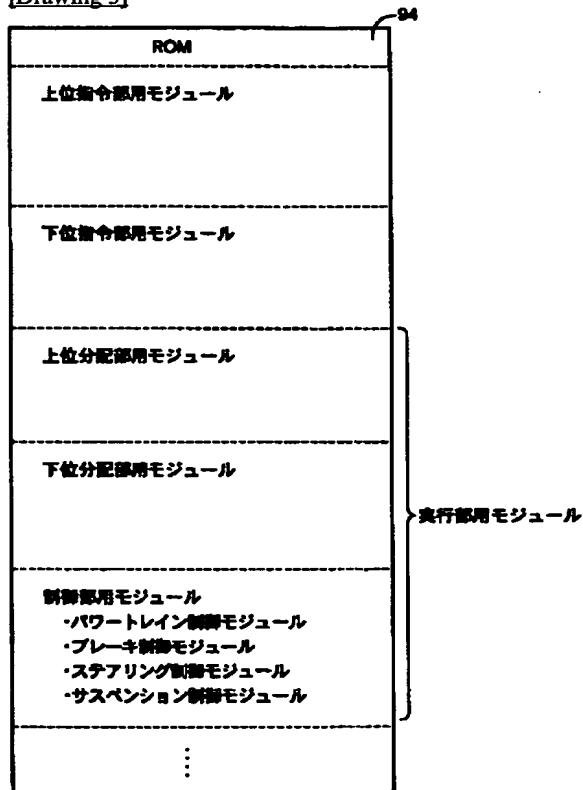 [Drawing 3]
94
ROM
上位指令部用モジュール
下位指令部用モジュール
上位分配部用モジュール
下位分配部用モジュール
実行部用モジュール
制御部用モジュール
・パワートレイン制御モジュール
・ブレーキ制御モジュール
・ステアリング制御モジュール
・サスペンション制御モジュール